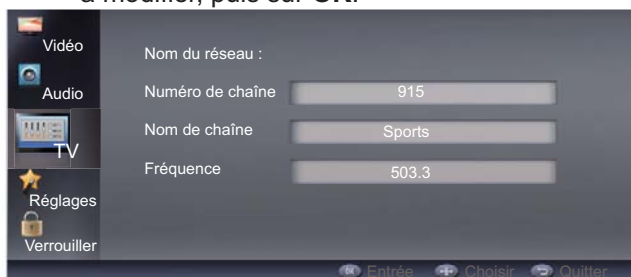 à modifier, puis sur OK.
Vidéo
Audio
TV
Réglages
Verrouiller
Nom du réseau :
Numéro de chaîne 915
Nom de chaîne Sports
Fréquence 503.3
OK Entrée Choisir Quitter